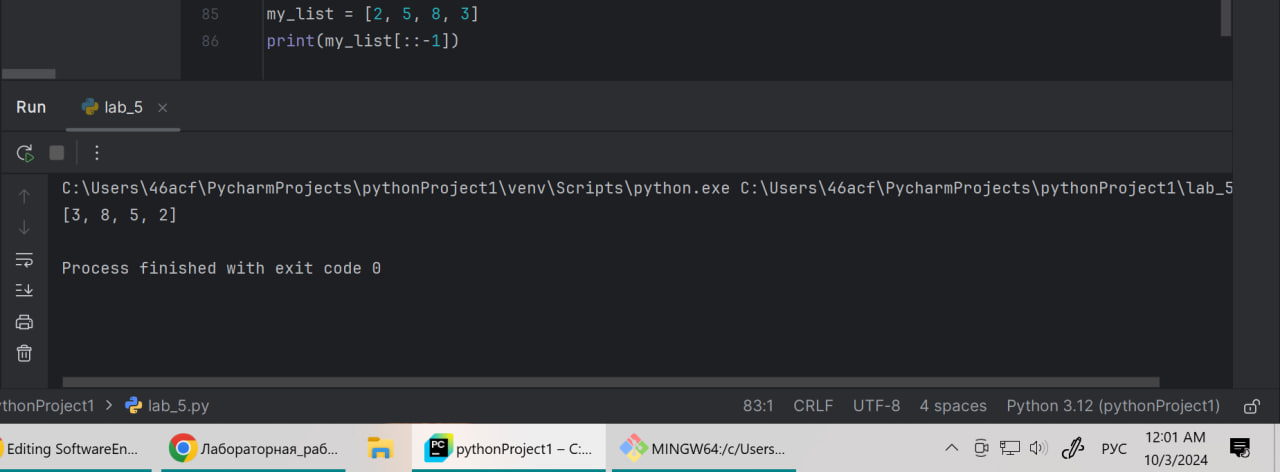 85 my_list = [2, 5, 8, 3]
86 print(my_list[::-1])
Run lab_5
C:\Users\46acf\PycharmProjects\pythonProject1\venv\Scripts\python.exe C:\Users\46acf\PycharmProjects\pythonProject1\lab_5
[3, 8, 5, 2]
Process finished with exit code 0
thonProject1 > lab_5.py 83:1 CRLF UTF-8 4 spaces Python 3.12 (pythonProject1)
Editing SoftwareEn... Лабораторная_раб... PC pythonProject1 – C:... MINGW64:/c/Users... РУС 12:01 AM
10/3/2024